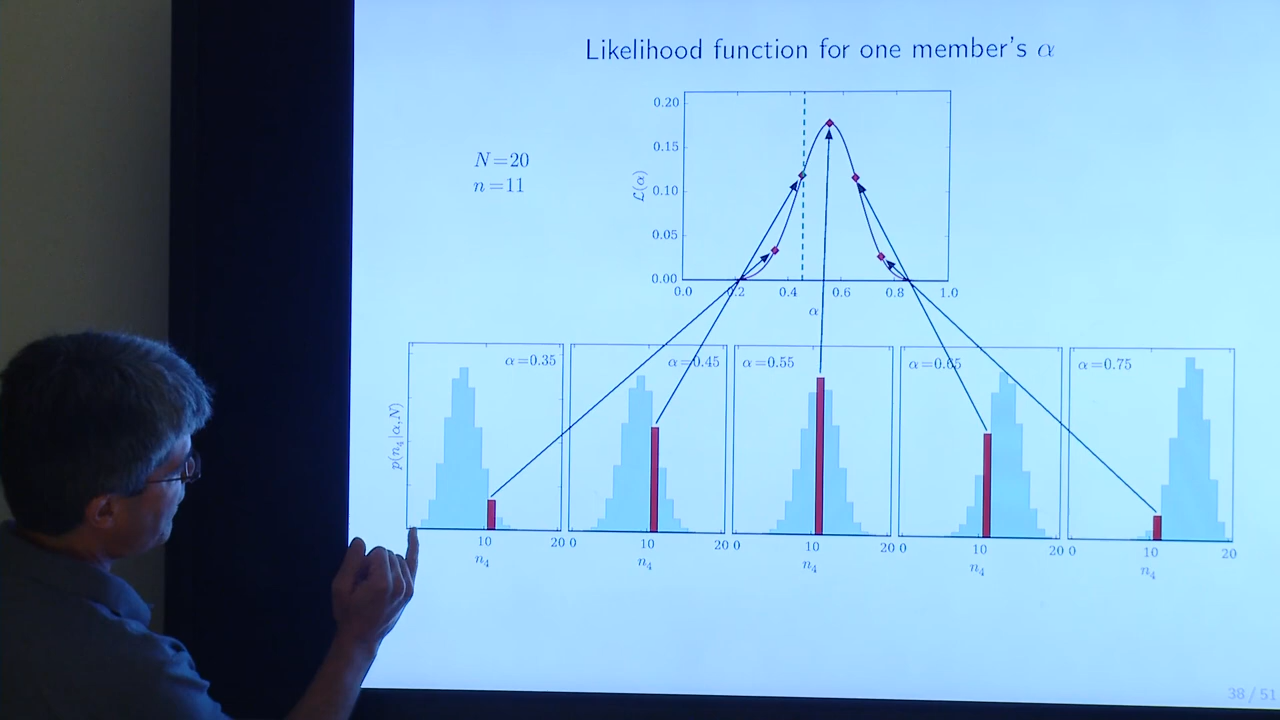 Likelihood function for one member's α
N=20
n=11
ℒ(α)
0.20
0.15
0.10
0.05
0.00
0.0 0.2 0.4 0.6 0.8 1.0
α
α=0.35 α=0.45 α=0.55 α=0.65 α=0.75
p(n₄|α,N)
10 20 0 10 20 0 10 20 0 10 20 0 10 20
n₄ n₄ n₄ n₄ n₄
38 / 51